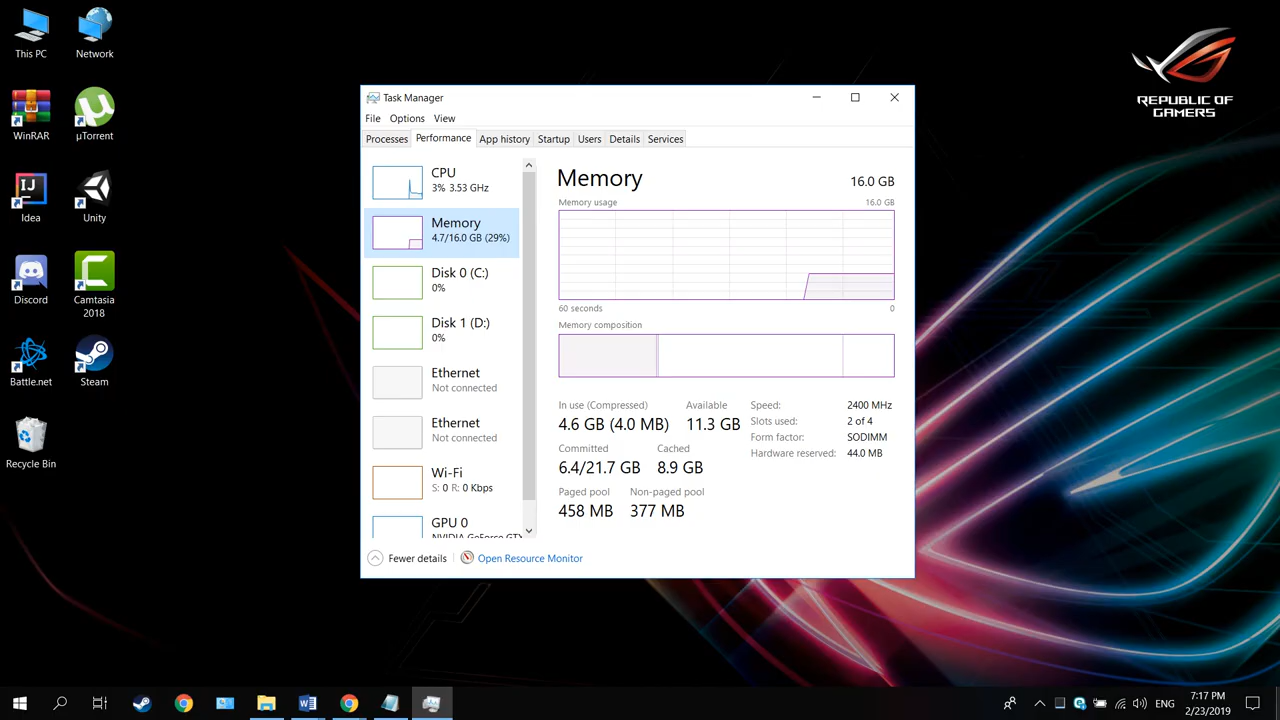 This PC
Network
WinRAR
µTorrent
Idea
Unity
Discord
Camtasia
2018
Battle.net
Steam
Recycle Bin
REPUBLIC OF
GAMERS
Task Manager
File Options View
Processes Performance App history Startup Users Details Services
CPU
3% 3.53 GHz
Memory
4.7/16.0 GB (29%)
Disk 0 (C:)
0%
Disk 1 (D:)
0%
Ethernet
Not connected
Ethernet
Not connected
Wi-Fi
S: 0 R: 0 Kbps
GPU 0
NVIDIA GeForce GTX
Memory 16.0 GB
Memory usage 16.0 GB
60 seconds 0
Memory composition
In use (Compressed) Available
4.6 GB (4.0 MB) 11.3 GB
Committed Cached
6.4/21.7 GB 8.9 GB
Paged pool Non-paged pool
458 MB 377 MB
Speed: 2400 MHz
Slots used: 2 of 4
Form factor: SODIMM
Hardware reserved: 44.0 MB
Fewer details Open Resource Monitor
ENG
7:17 PM
2/23/2019